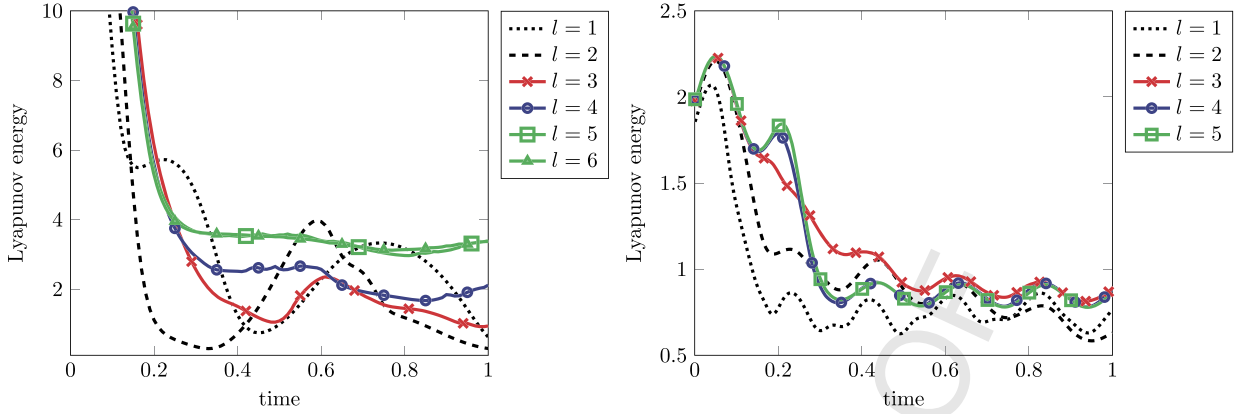 10
8
6
4
2
0
0.2
0.4
0.6
0.8
1
time
Lyapunov energy
l = 1
l = 2
l = 3
l = 4
l = 5
l = 6
2.5
2
1.5
1
0.5
0
0.2
0.4
0.6
0.8
1
time
Lyapunov energy
l = 1
l = 2
l = 3
l = 4
l = 5
OF